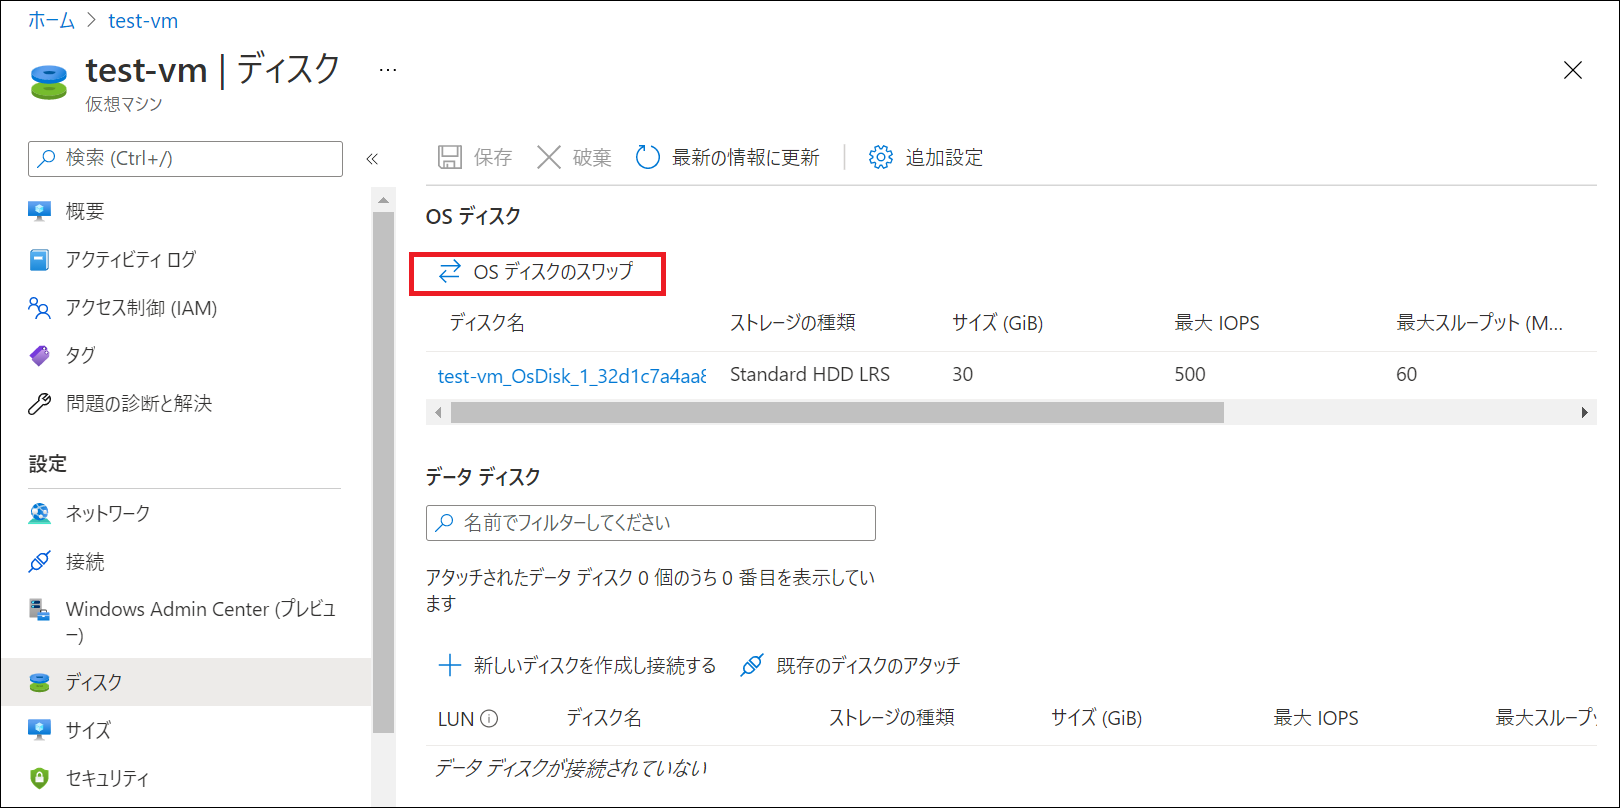 ホーム > test-vm
test-vm | ディスク ...
仮想マシン
検索 (Ctrl+/)
«
概要
アクティビティ ログ
アクセス制御 (IAM)
タグ
問題の診断と解決
設定
ネットワーク
接続
Windows Admin Center (プレビュ
ー)
ディスク
サイズ
セキュリティ
保存 破棄 最新の情報に更新 追加設定
OS ディスク
OS ディスクのスワップ
ディスク名 ストレージの種類 サイズ (GiB) 最大 IOPS 最大スループット (M...
test-vm_OsDisk_1_32d1c7a4aa8 Standard HDD LRS 30 500 60
データ ディスク
名前でフィルターしてください
アタッチされたデータ ディスク 0 個のうち 0 番目を表示してい
ます
新しいディスクを作成し接続する 既存のディスクのアタッチ
LUN ディスク名 ストレージの種類 サイズ (GiB) 最大 IOPS 最大スループッ
データ ディスクが接続されていない